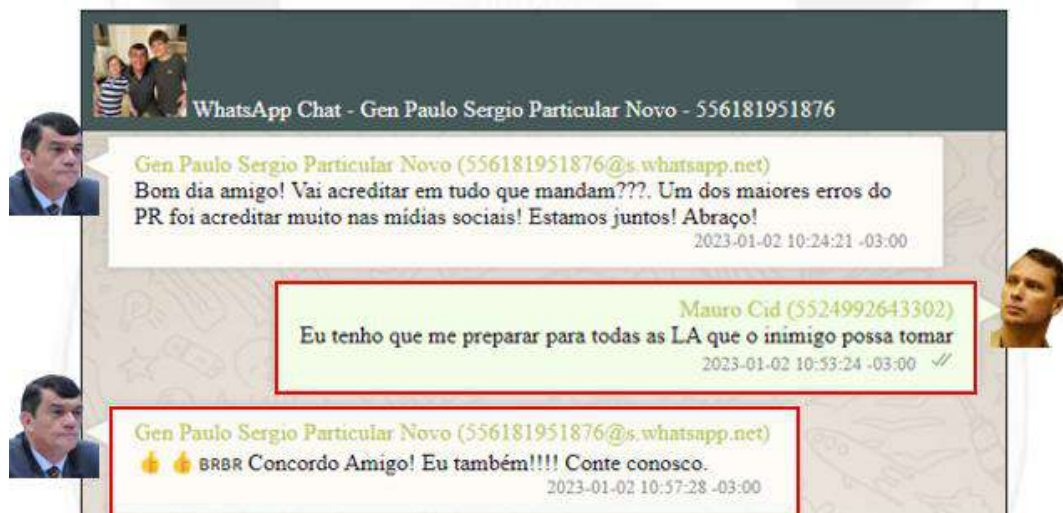 WhatsApp Chat - Gen Paulo Sergio Particular Novo - 556181951876
Gen Paulo Sergio Particular Novo (556181951876@s.whatsapp.net)
Bom dia amigo! Vai acreditar em tudo que mandam???. Um dos maiores erros do
PR foi acreditar muito nas mídias sociais! Estamos juntos! Abraço!
2023-01-02 10:24:21 -03:00
Mauro Cid (5524992643302)
Eu tenho que me preparar para todas as LA que o inimigo possa tomar
2023-01-02 10:53:24 -03:00
Gen Paulo Sergio Particular Novo (556181951876@s.whatsapp.net)
👍 👍 BRBR Concordo Amigo! Eu também!!!! Conte conosco.
2023-01-02 10:57:28 -03:00